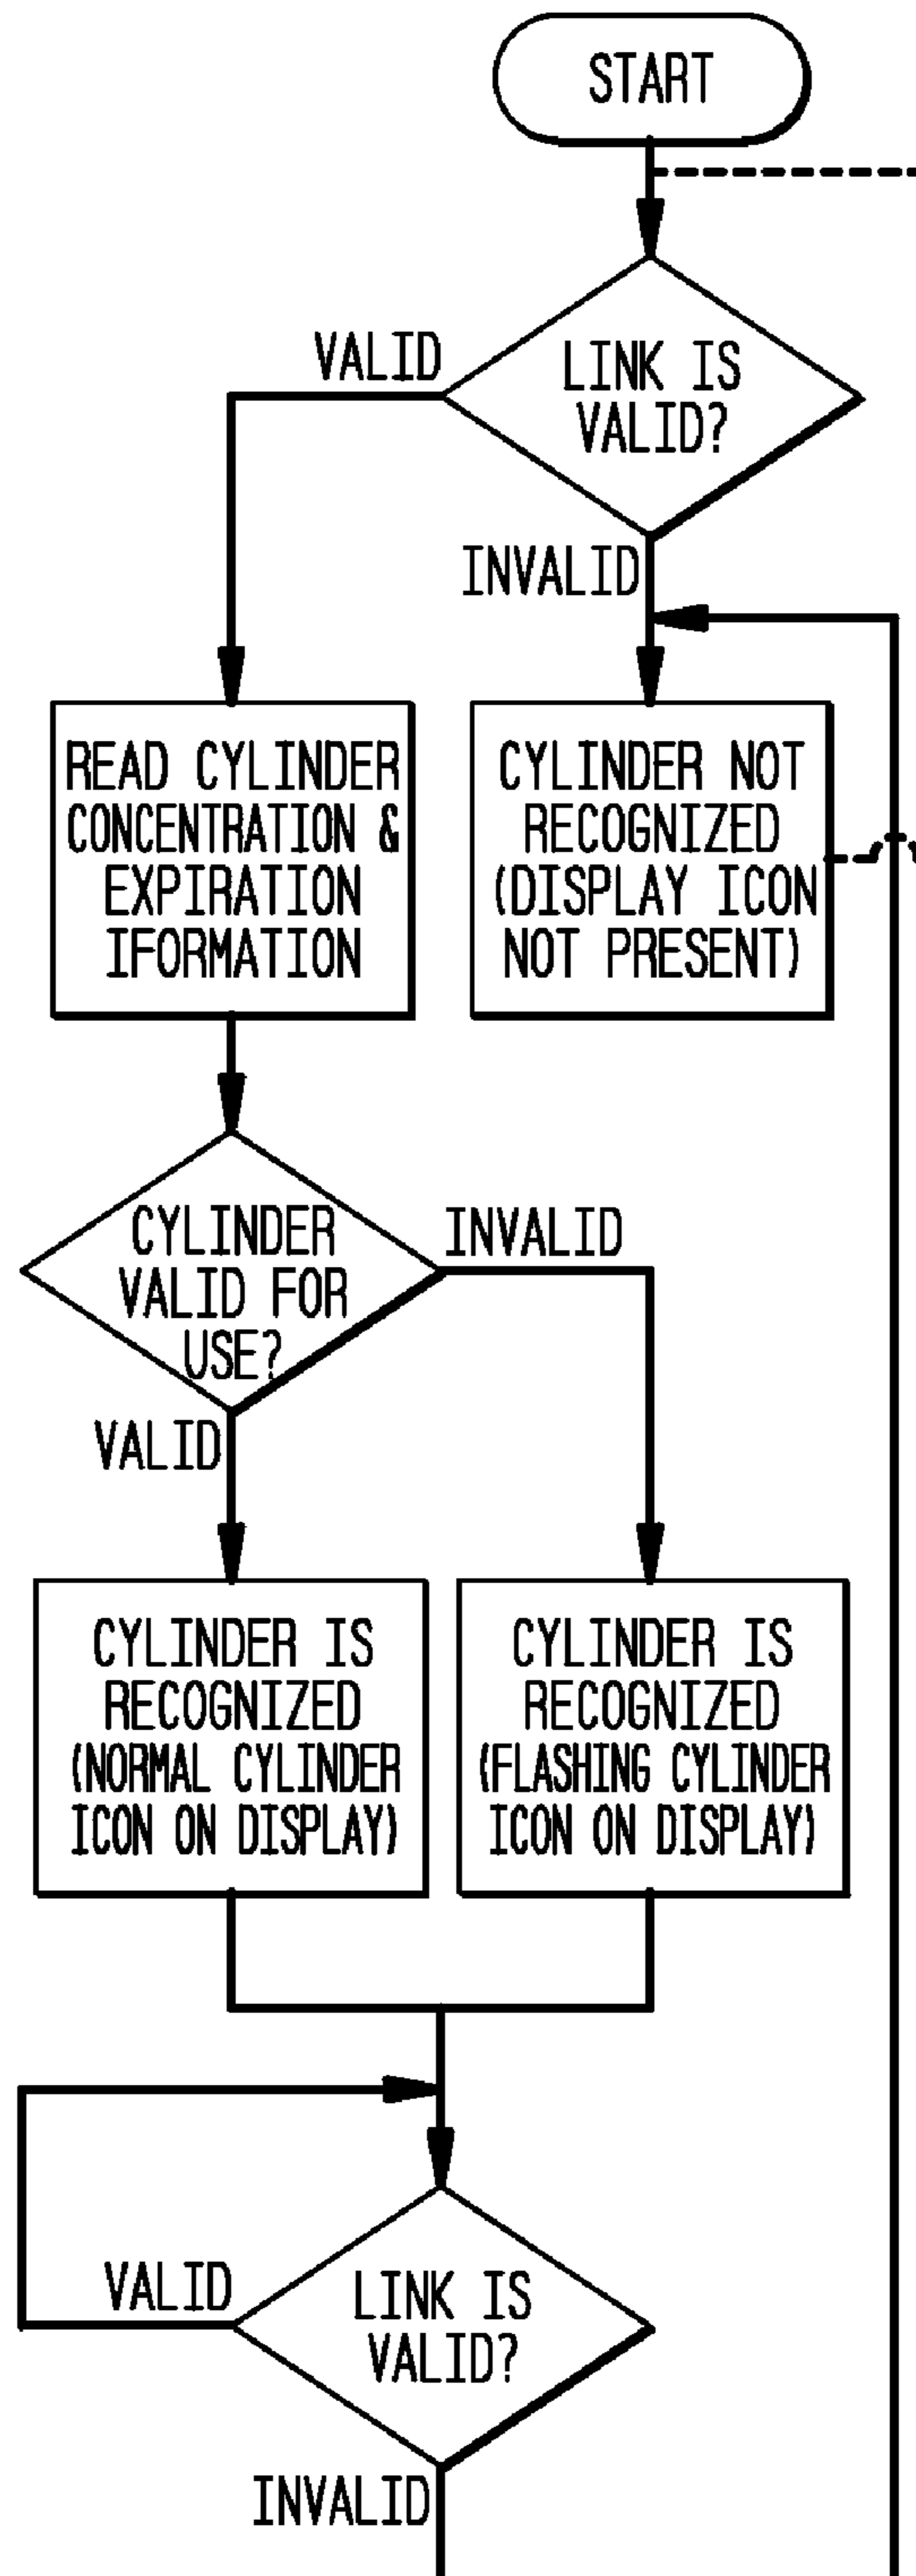 START
LINK IS
VALID?
VALID
INVALID
READ CYLINDER
CONCENTRATION &
EXPIRATION
IFORMATION
CYLINDER NOT
RECOGNIZED
(DISPLAY ICON
NOT PRESENT)
CYLINDER
VALID FOR
USE?
INVALID
VALID
CYLINDER IS
RECOGNIZED
(NORMAL CYLINDER
ICON ON DISPLAY)
CYLINDER IS
RECOGNIZED
(FLASHING CYLINDER
ICON ON DISPLAY)
VALID
LINK IS
VALID?
INVALID